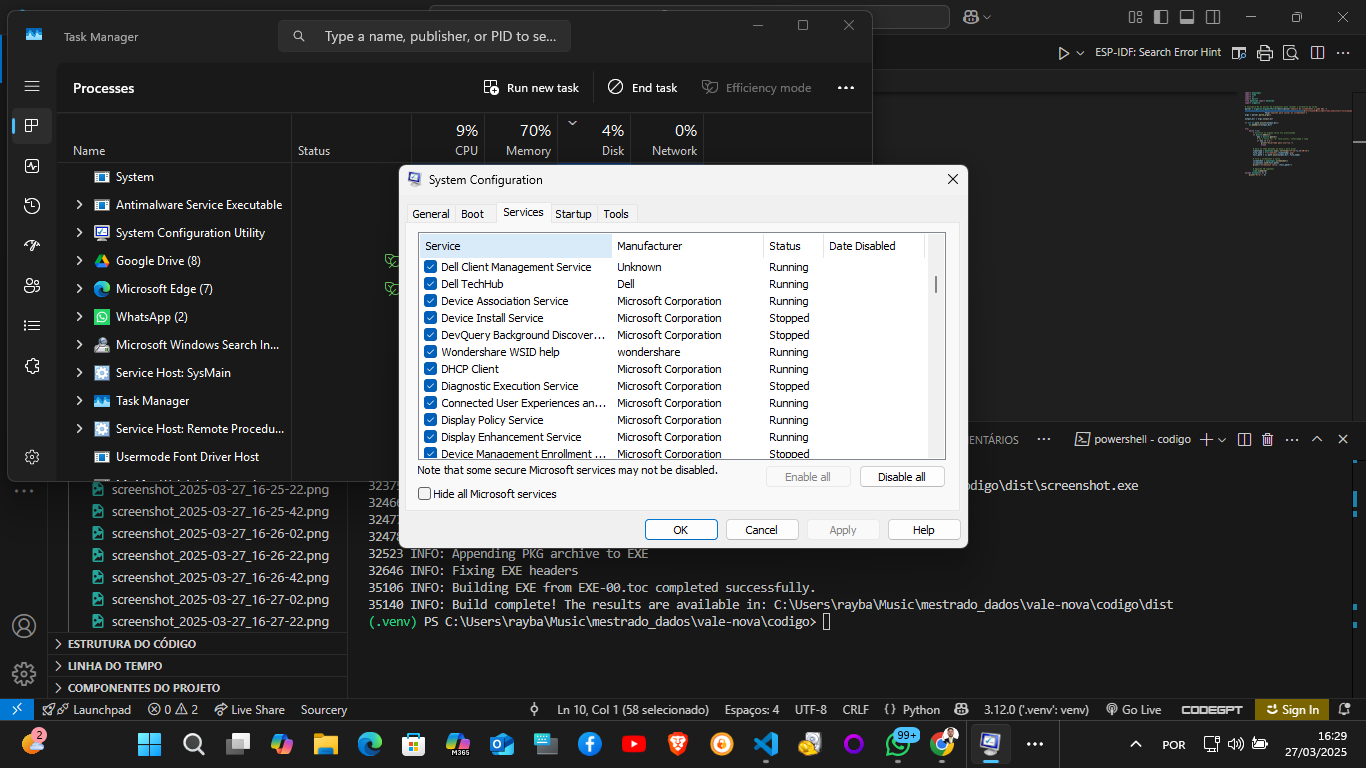 Task Manager
Type a name, publisher, or PID to se...
ESP-IDF: Search Error Hint
Processes
Run new task
End task
Efficiency mode
9% 70% 4% 0%
Name Status CPU Memory Disk Network
System
Antimalware Service Executable
System Configuration Utility
Google Drive (8)
Microsoft Edge (7)
WhatsApp (2)
Microsoft Windows Search In...
Service Host: SysMain
Task Manager
Service Host: Remote Procedu...
Usermode Font Driver Host
System Configuration
General Boot Services Startup Tools
Service Manufacturer Status Date Disabled
Dell Client Management Service Unknown Running
Dell TechHub Dell Running
Device Association Service Microsoft Corporation Running
Device Install Service Microsoft Corporation Stopped
DevQuery Background Discover... Microsoft Corporation Stopped
Wondershare WSID help wondershare Running
DHCP Client Microsoft Corporation Running
Diagnostic Execution Service Microsoft Corporation Stopped
Connected User Experiences an... Microsoft Corporation Running
Display Policy Service Microsoft Corporation Running
Display Enhancement Service Microsoft Corporation Running
Device Management Enrollment ... Microsoft Corporation Stopped
Note that some secure Microsoft services may not be disabled.
Enable all Disable all
Hide all Microsoft services
OK Cancel Apply Help
ENTÁRIOS
powershell - codigo
screenshot_2025-03-27_16-25-22.png
screenshot_2025-03-27_16-25-42.png
screenshot_2025-03-27_16-26-02.png
screenshot_2025-03-27_16-26-22.png
screenshot_2025-03-27_16-26-42.png
screenshot_2025-03-27_16-27-02.png
screenshot_2025-03-27_16-27-22.png
ESTRUTURA DO CÓDIGO
LINHA DO TEMPO
COMPONENTES DO PROJETO
odigo\dist\screenshot.exe
32523 INFO: Appending PKG archive to EXE
32646 INFO: Fixing EXE headers
35106 INFO: Building EXE from EXE-00.toc completed successfully.
35140 INFO: Build complete! The results are available in: C:\Users\rayba\Music\mestrado_dados\vale-nova\codigo\dist
(.venv) PS C:\Users\rayba\Music\mestrado_dados\vale-nova\codigo>
Launchpad 0 2 Live Share Sourcery Ln 10, Col 1 (58 selecionado) Espaços: 4 UTF-8 CRLF Python 3.12.0 ('.venv': venv) Go Live CODEGPT Sign In
2
M365
99+
POR
16:29
27/03/2025